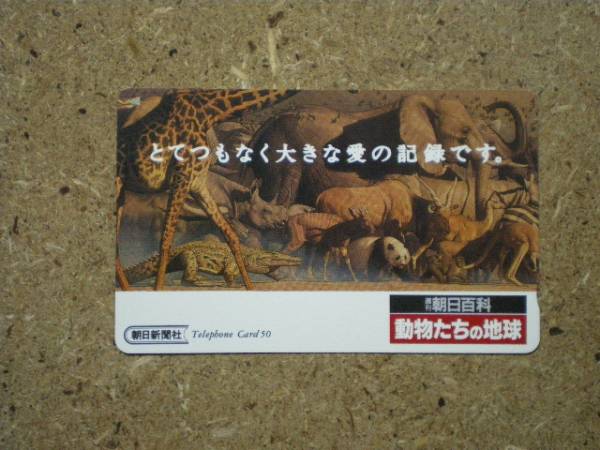 とてつもなく大きな愛の記録です。
週刊 朝日百科
動物たちの地球
朝日新聞社 Telephone Card 50